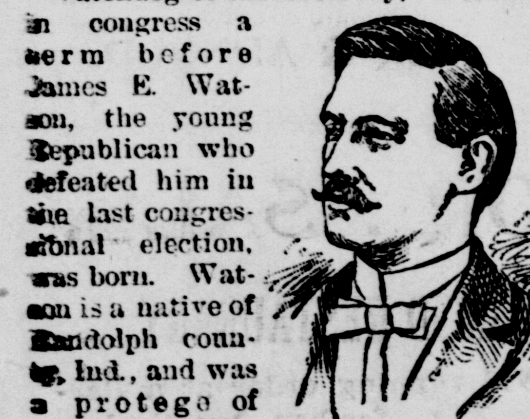 in congress a
term before
James E. Wat-
son, the young
Republican who
defeated him in
the last congres-
sional election,
was born. Wat-
son is a native of
Randolph coun-
ty, Ind., and was
a protege of